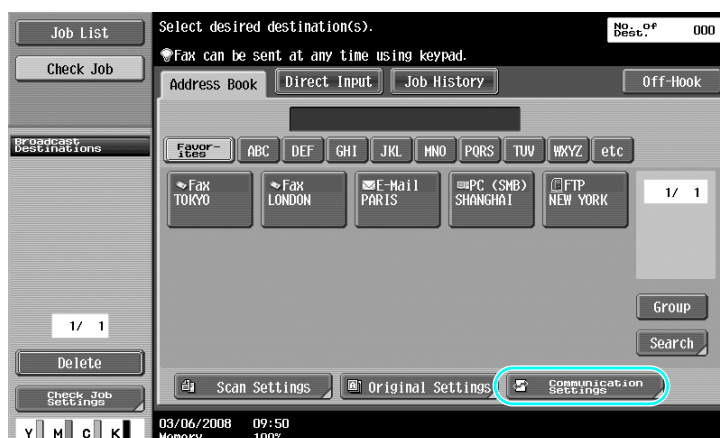 Job List
Check Job
Broadcast
Destinations
1/ 1
Delete
Check Job
Settings
Y M C K
Select desired destination(s).
Fax can be sent at any time using keypad.
No. of
Dest. 000
Address Book Direct Input Job History Off-Hook
Favor-
ites ABC DEF GHI JKL MNO PQRS TUV WXYZ etc
Fax
TOKYO
Fax
LONDON
E-Mail
PARIS
PC (SMB)
SHANGHAI
FTP
NEW YORK
1/ 1
Group
Search
Scan Settings Original Settings Communication
Settings
03/06/2008 09:50
Memory 100%